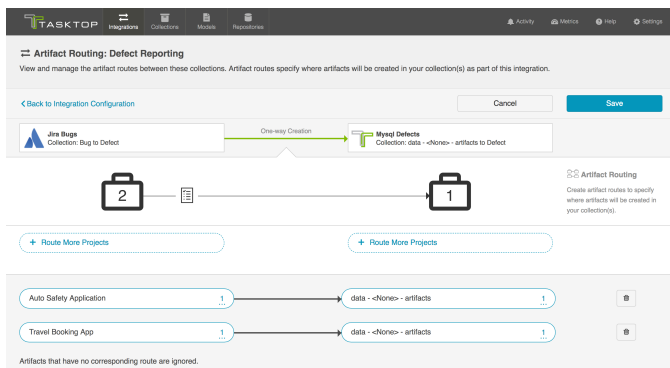 TASKTOP
Integrations
Collections
Models
Repositories
Activity
Metrics
Help
Settings
Artifact Routing: Defect Reporting
View and manage the artifact routes between these collections. Artifact routes specify where artifacts will be created in your collection(s) as part of this integration.
Back to Integration Configuration
Cancel
Save
Jira Bugs
Collection: Bug to Defect
One-way Creation
Mysql Defects
Collection: data - <None> - artifacts to Defect
2
1
Artifact Routing
Create artifact routes to specify
where artifacts will be created in
your collection(s).
+ Route More Projects
+ Route More Projects
Auto Safety Application 1
data - <None> - artifacts 1
Travel Booking App 1
data - <None> - artifacts 1
Artifacts that have no corresponding route are ignored.